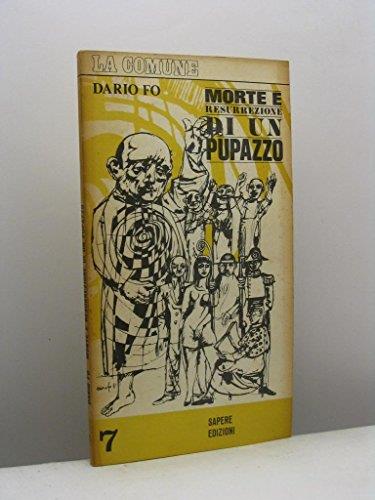 LA COMUNE
DARIO FO
MORTE E
RESURREZIONE
DI UN
PUPAZZO
7
SAPERE
EDIZIONI